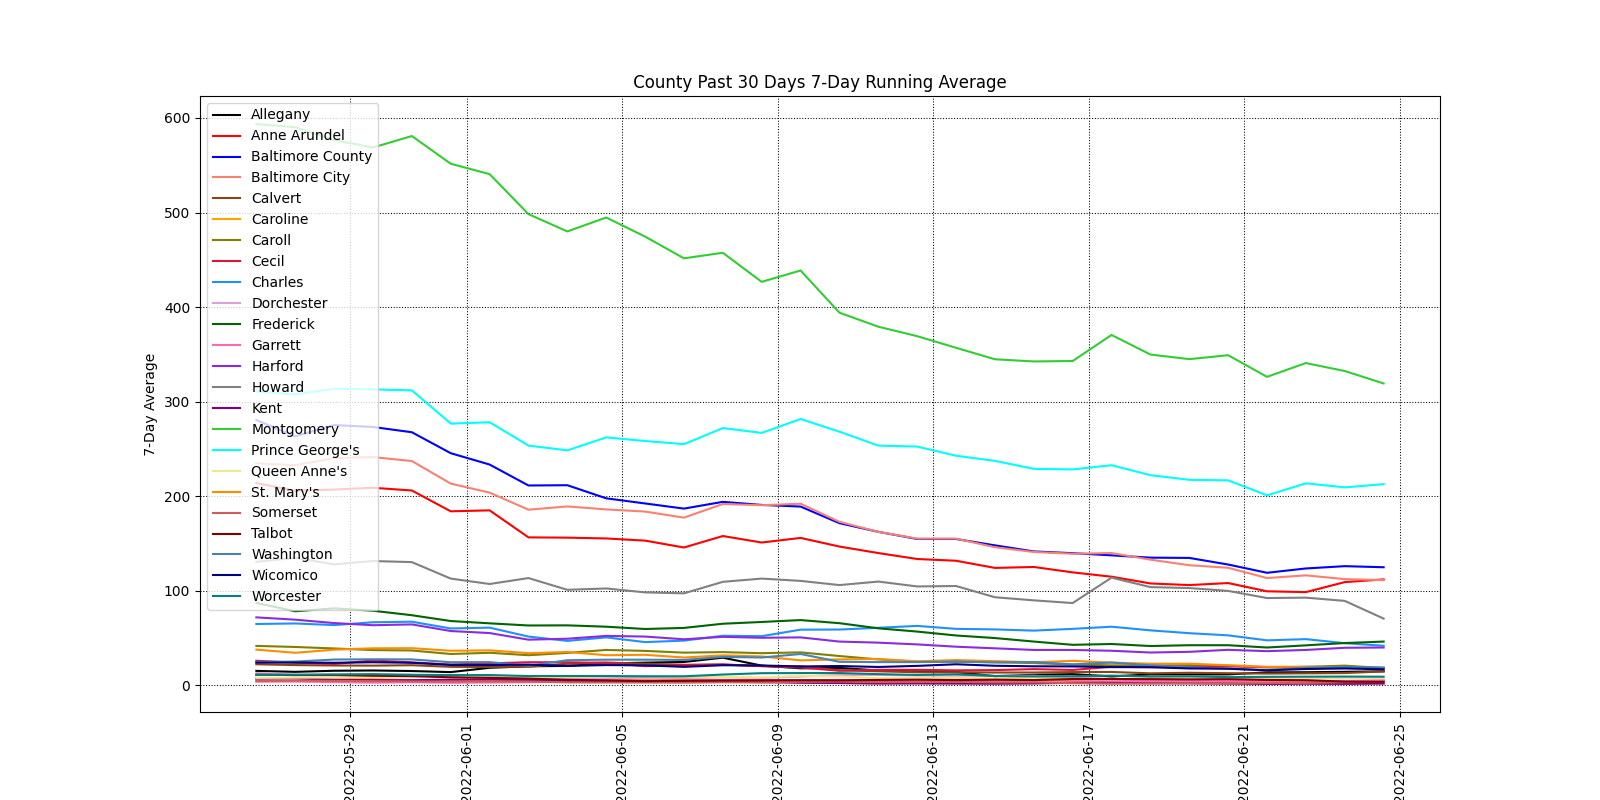 County Past 30 Days 7-Day Running Average
7-Day Average
600
500
400
300
200
100
0
Allegany
Anne Arundel
Baltimore County
Baltimore City
Calvert
Caroline
Caroll
Cecil
Charles
Dorchester
Frederick
Garrett
Harford
Howard
Kent
Montgomery
Prince George's
Queen Anne's
St. Mary's
Somerset
Talbot
Washington
Wicomico
Worcester
2022-05-29
2022-06-01
2022-06-05
2022-06-09
2022-06-13
2022-06-17
2022-06-21
2022-06-25